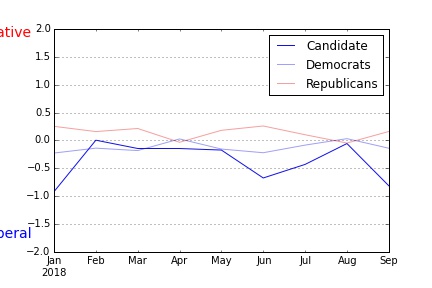 ative
2.0
1.5
1.0
0.5
0.0
−0.5
−1.0
−1.5
−2.0
beral
Candidate
Democrats
Republicans
Jan Feb Mar Apr May Jun Jul Aug Sep
2018